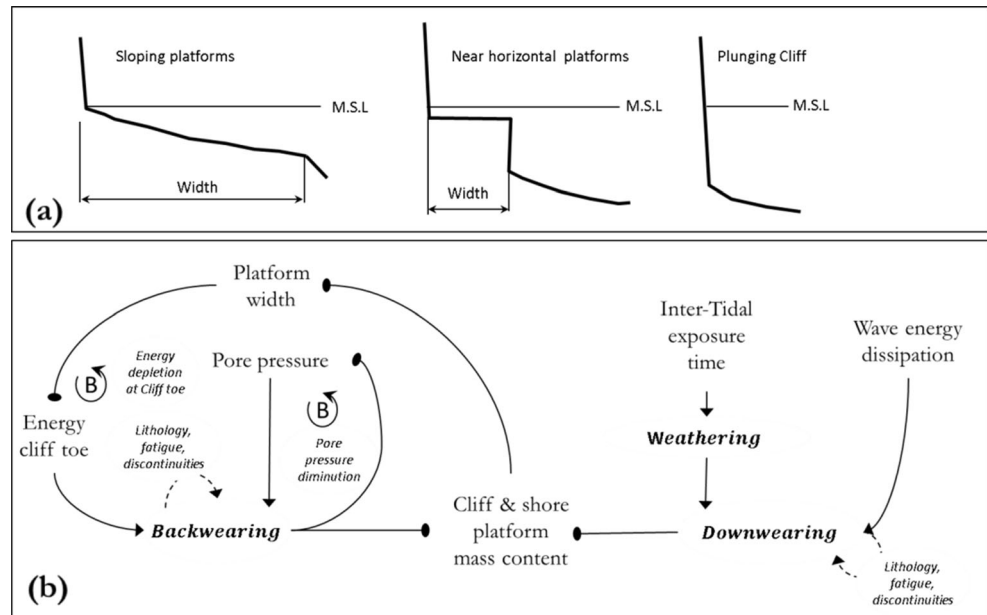 Sloping platforms
M.S.L
Width
Near horizontal platforms
M.S.L
Width
Plunging Cliff
M.S.L
(a)
Platform
width
Energy
depletion
at Cliff toe
B
Pore pressure
B
Pore
pressure
diminution
Energy
cliff toe
Lithology,
fatigue,
discontinuities
Backwearing
Cliff & shore
platform
mass content
Inter-Tidal
exposure
time
Weathering
Wave energy
dissipation
Downwearing
Lithology,
fatigue,
discontinuities
(b)